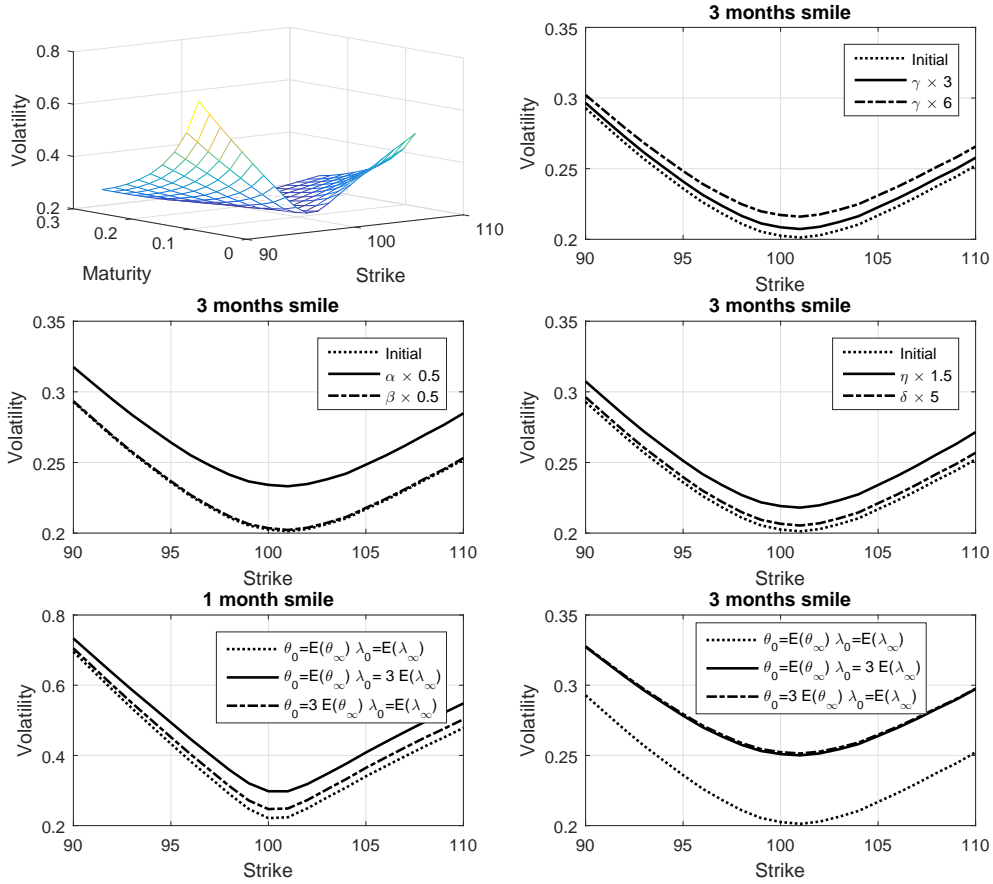 0.8
0.6
0.4
0.2
Volatility
0.3
0.2
0.1
0
Maturity
90
100
110
Strike
3 months smile
Initial
γ × 3
γ × 6
0.3
0.25
0.2
Volatility
90 95 100 105 110
Strike
3 months smile
Initial
α × 0.5
β × 0.5
0.35
0.3
0.25
0.2
Volatility
90 95 100 105 110
Strike
3 months smile
Initial
η × 1.5
δ × 5
0.35
0.3
0.25
0.2
Volatility
90 95 100 105 110
Strike
1 month smile
θ₀=E(θ∞) λ₀=E(λ∞)
θ₀=E(θ∞) λ₀= 3 E(λ∞)
θ₀=3 E(θ∞) λ₀=E(λ∞)
0.8
0.6
0.4
0.2
Volatility
90 95 100 105 110
Strike
3 months smile
θ₀=E(θ∞) λ₀=E(λ∞)
θ₀=E(θ∞) λ₀= 3 E(λ∞)
θ₀=3 E(θ∞) λ₀=E(λ∞)
0.35
0.3
0.25
0.2
Volatility
90 95 100 105 110
Strike